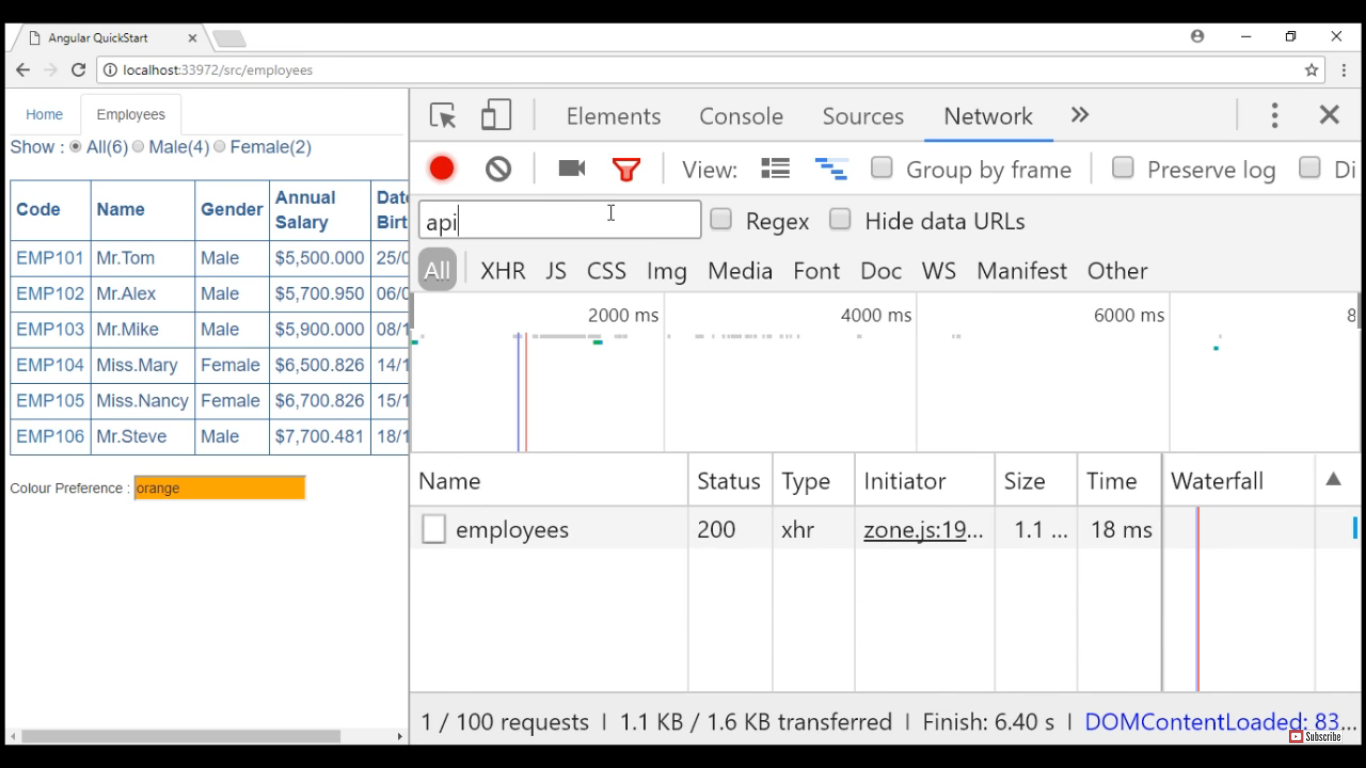 Angular QuickStart
localhost:33972/src/employees
Home Employees
Show : All(6) Male(4) Female(2)
Code Name Gender Annual Salary Date Birt
EMP101 Mr.Tom Male $5,500.000 25/0
EMP102 Mr.Alex Male $5,700.950 06/0
EMP103 Mr.Mike Male $5,900.000 08/1
EMP104 Miss.Mary Female $6,500.826 14/1
EMP105 Miss.Nancy Female $6,700.826 15/1
EMP106 Mr.Steve Male $7,700.481 18/1
Colour Preference : orange
Elements Console Sources Network
View: Group by frame Preserve log Di
api Regex Hide data URLs
All XHR JS CSS Img Media Font Doc WS Manifest Other
2000 ms 4000 ms 6000 ms 8
Name Status Type Initiator Size Time Waterfall
employees 200 xhr zone.js:19... 1.1 ... 18 ms
1 / 100 requests | 1.1 KB / 1.6 KB transferred | Finish: 6.40 s | DOMContentLoaded: 83...
Subscribe